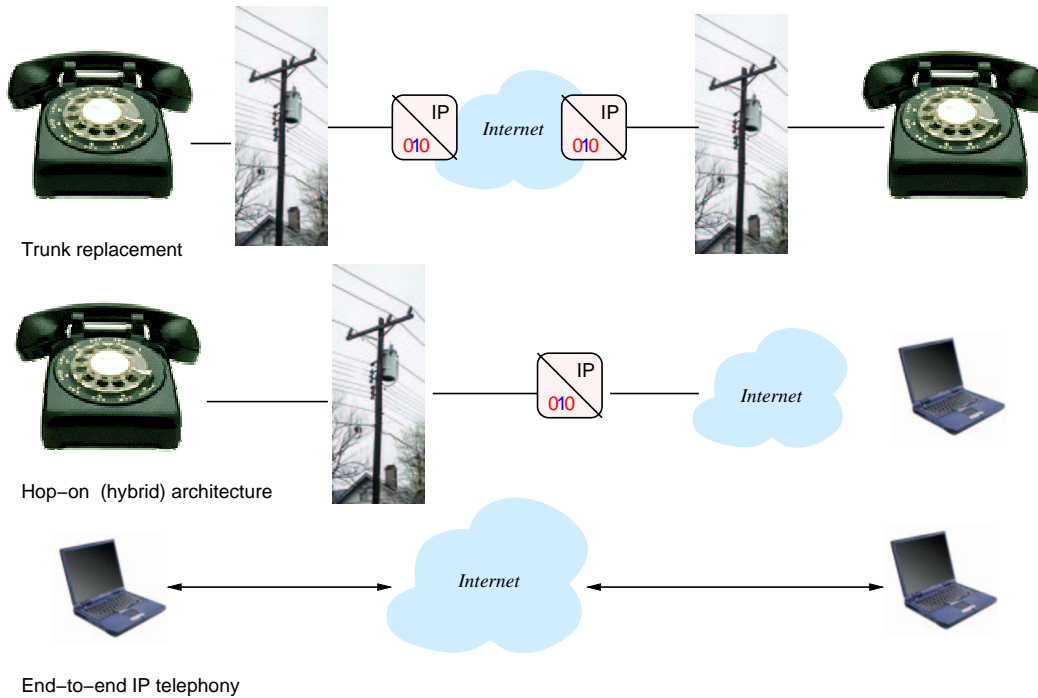 IP
010
Internet
IP
010
Trunk replacement
IP
010
Internet
Hop−on (hybrid) architecture
Internet
End−to−end IP telephony